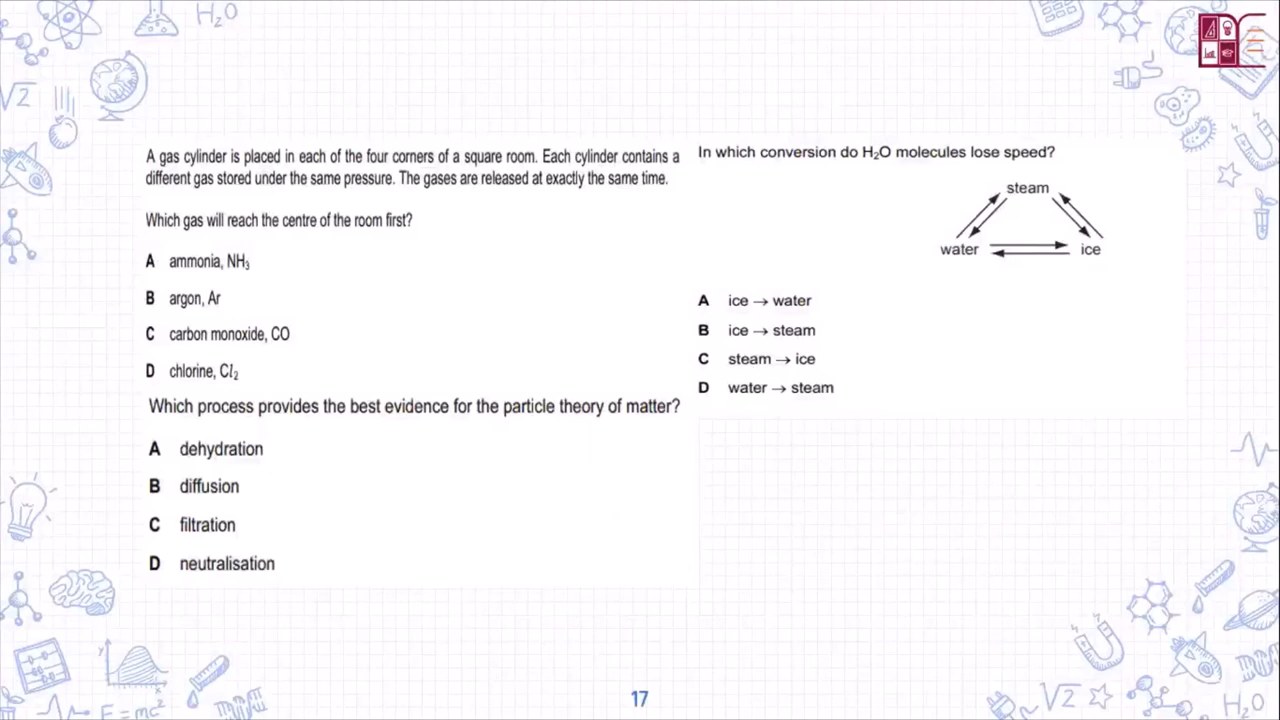 H₂O
√2
A gas cylinder is placed in each of the four corners of a square room. Each cylinder contains a
different gas stored under the same pressure. The gases are released at exactly the same time.
Which gas will reach the centre of the room first?
A ammonia, NH₃
B argon, Ar
C carbon monoxide, CO
D chlorine, Cl₂
Which process provides the best evidence for the particle theory of matter?
A dehydration
B diffusion
C filtration
D neutralisation
In which conversion do H₂O molecules lose speed?
steam
water
ice
A ice → water
B ice → steam
C steam → ice
D water → steam
17
E=mc²
√2
H₂O